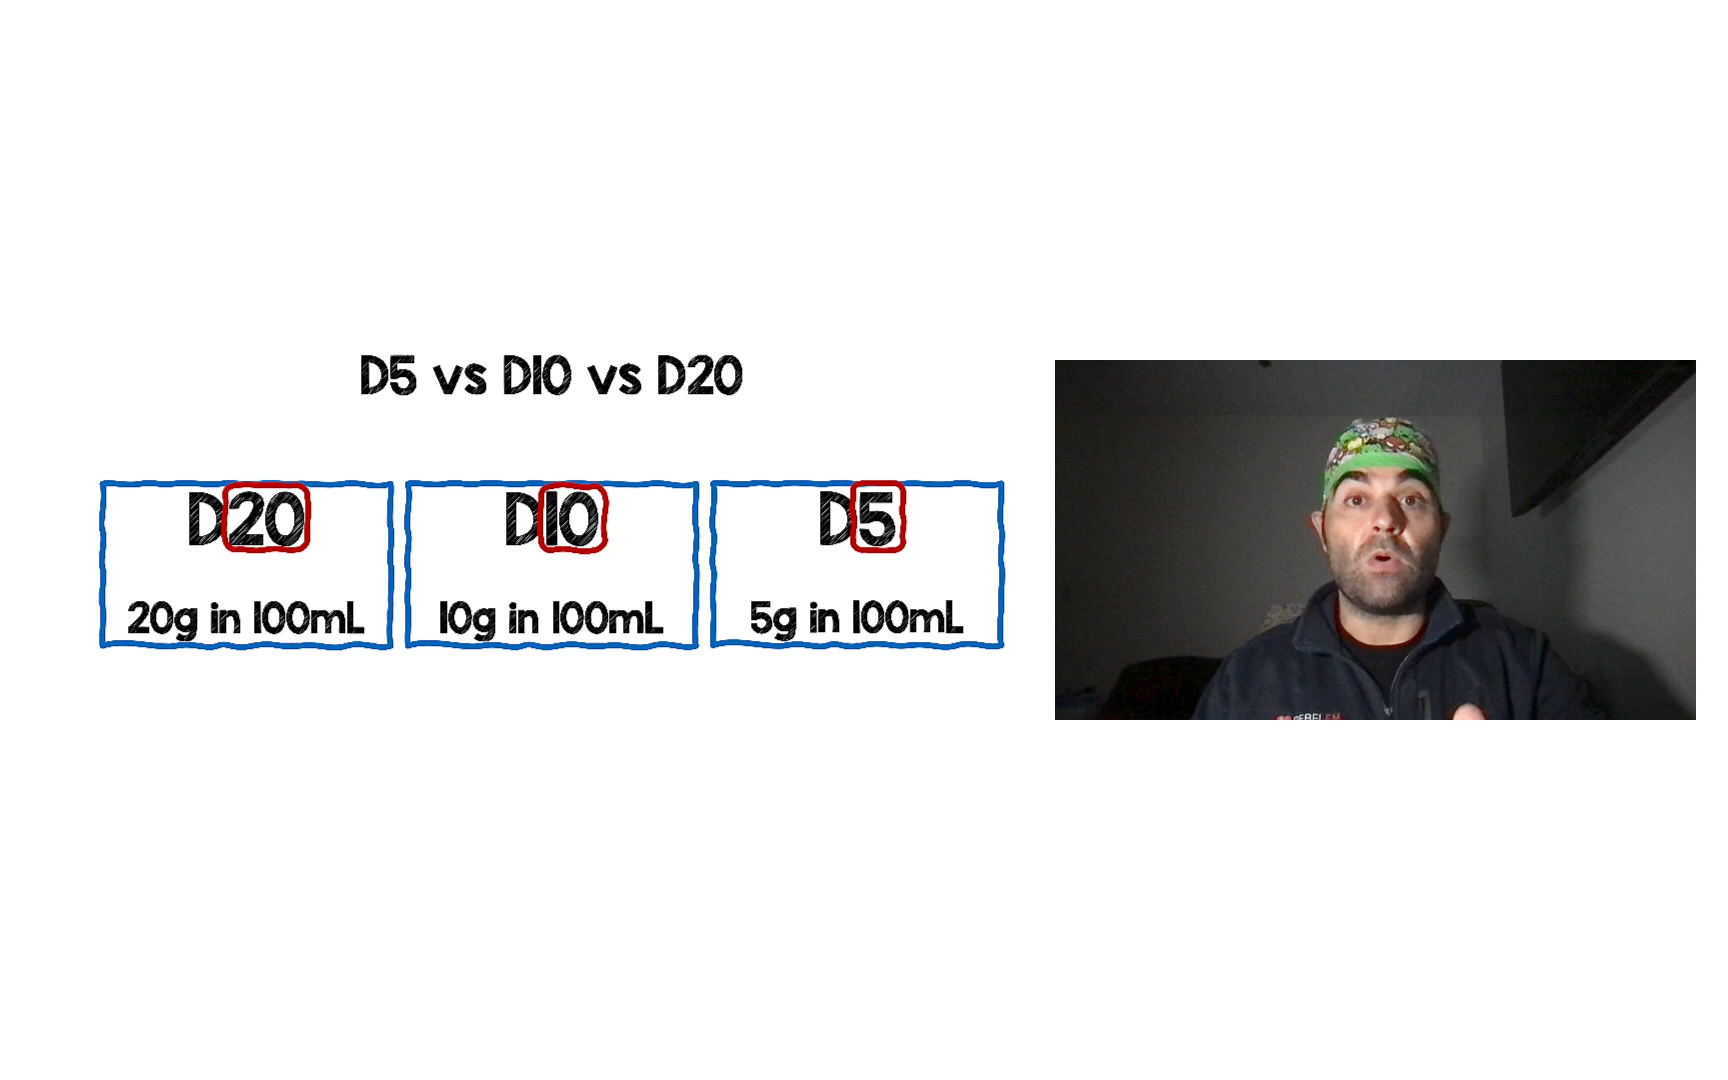 D5 vs D10 vs D20
D20
20g in 100mL
D10
10g in 100mL
D5
5g in 100mL